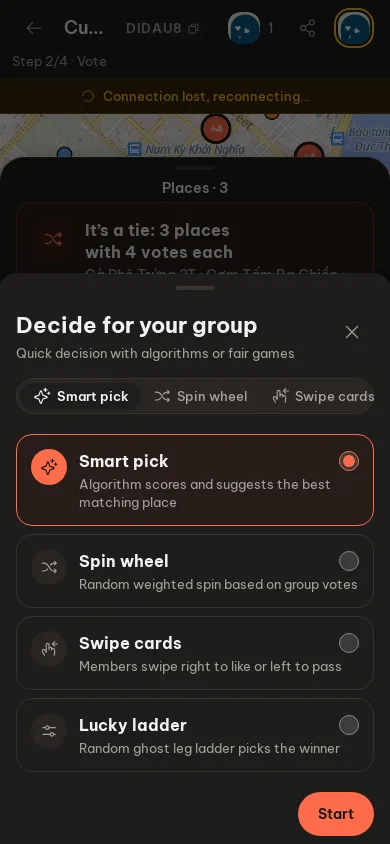 Cu...
DIDAU8
1
Step 2/4 · Vote
Connection lost, reconnecting...
+4
Nam Kỳ Khởi Nghĩa
Places · 3
It's a tie: 3 places
with 4 votes each
Decide for your group
Quick decision with algorithms or fair games
Smart pick
Spin wheel
Swipe cards
Smart pick
Algorithm scores and suggests the best
matching place
Spin wheel
Random weighted spin based on group votes
Swipe cards
Members swipe right to like or left to pass
Lucky ladder
Random ghost leg ladder picks the winner
Start